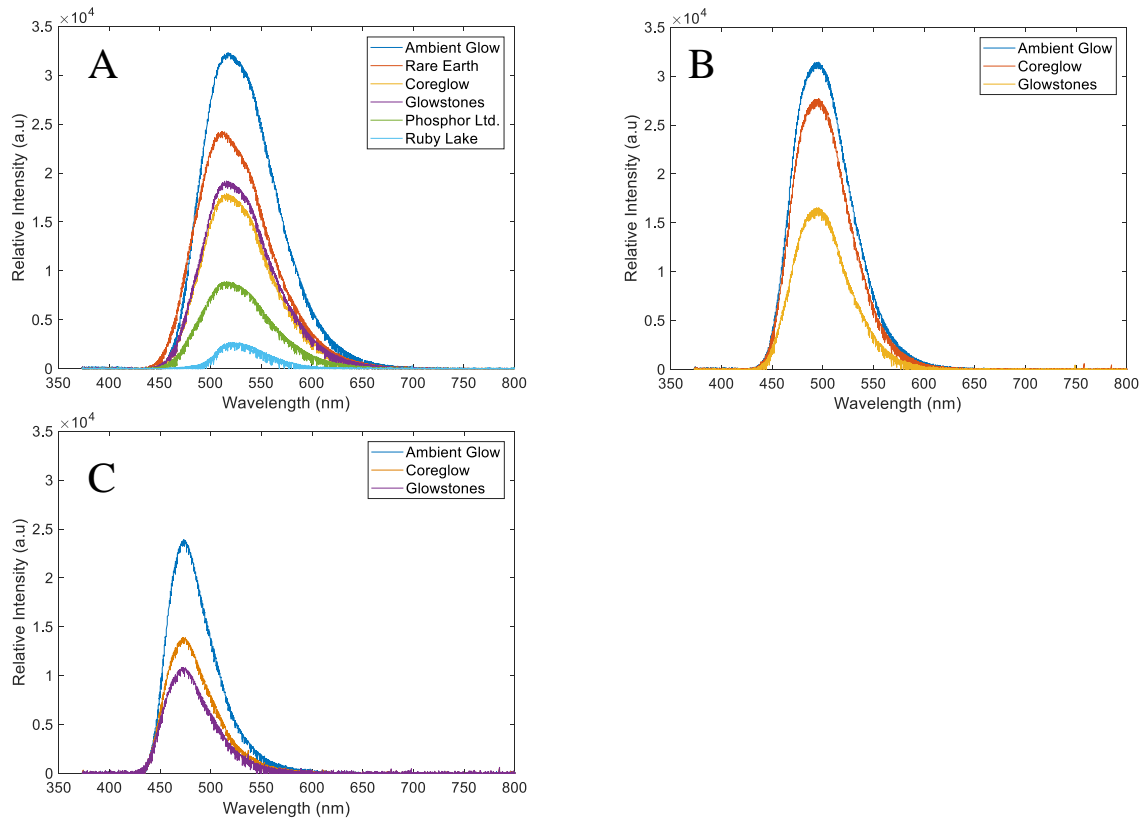 ×10⁴
3.5
3
2.5
2
1.5
1
0.5
0
Relative Intensity (a.u)
350 400 450 500 550 600 650 700 750 800
Wavelength (nm)
A
Ambient Glow
Rare Earth
Coreglow
Glowstones
Phosphor Ltd.
Ruby Lake
×10⁴
3.5
3
2.5
2
1.5
1
0.5
0
Relative Intensity (a.u)
350 400 450 500 550 600 650 700 750 800
Wavelength (nm)
B
Ambient Glow
Coreglow
Glowstones
×10⁴
3.5
3
2.5
2
1.5
1
0.5
0
Relative Intensity (a.u)
350 400 450 500 550 600 650 700 750 800
Wavelength (nm)
C
Ambient Glow
Coreglow
Glowstones